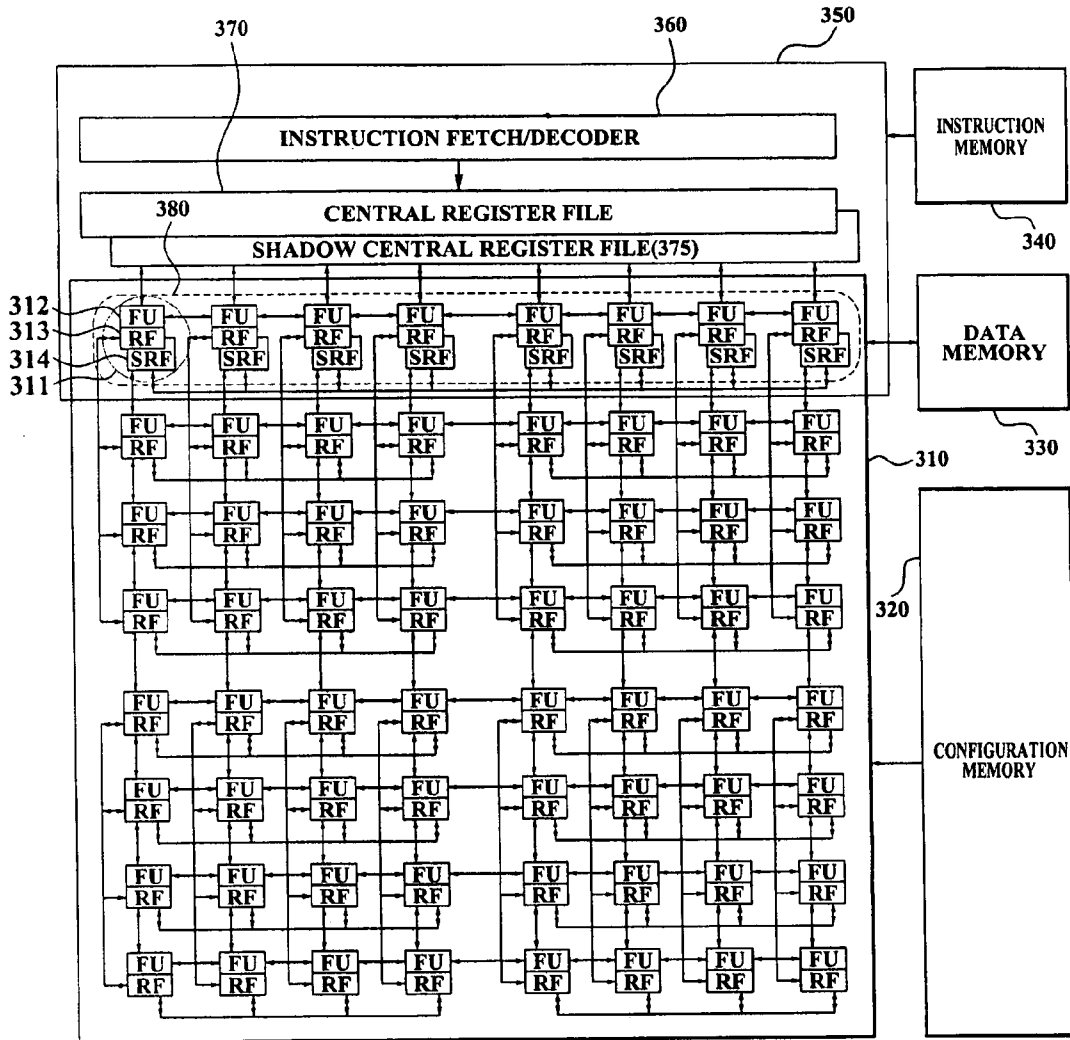 370
360
350
INSTRUCTION FETCH/DECODER
INSTRUCTION
MEMORY
340
CENTRAL REGISTER FILE
380
SHADOW CENTRAL REGISTER FILE(375)
312
313
314
311
FU FU FU FU FU FU FU FU
RF RF RF RF RF RF RF RF
SRF SRF SRF SRF SRF SRF SRF SRF
DATA
MEMORY
330
FU FU FU FU FU FU FU FU
RF RF RF RF RF RF RF RF
310
FU FU FU FU FU FU FU FU
RF RF RF RF RF RF RF RF
320
FU FU FU FU FU FU FU FU
RF RF RF RF RF RF RF RF
FU FU FU FU FU FU FU FU
RF RF RF RF RF RF RF RF
CONFIGURATION
MEMORY
FU FU FU FU FU FU FU FU
RF RF RF RF RF RF RF RF
FU FU FU FU FU FU FU FU
RF RF RF RF RF RF RF RF
FU FU FU FU FU FU FU FU
RF RF RF RF RF RF RF RF